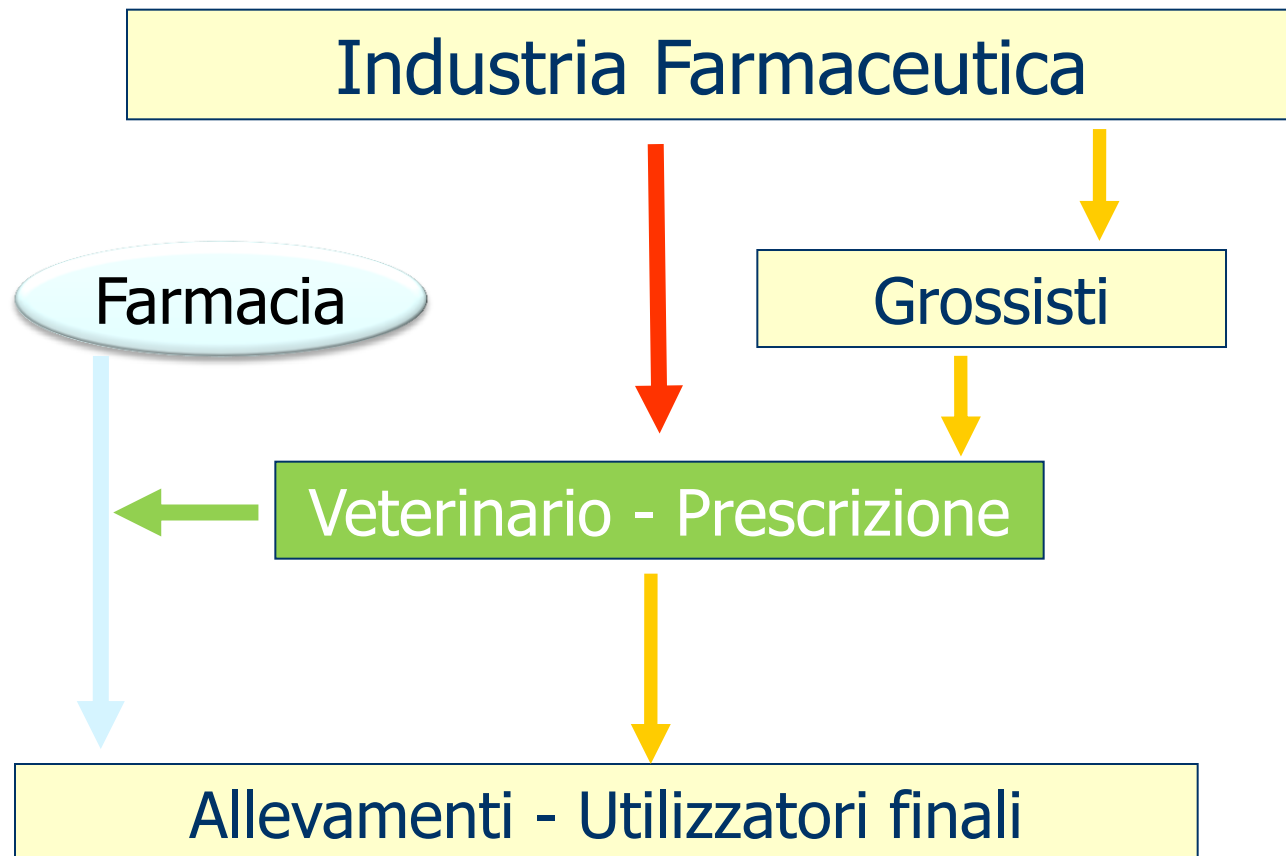 Industria Farmaceutica
Farmacia
Grossisti
Veterinario - Prescrizione
Allevamenti - Utilizzatori finali